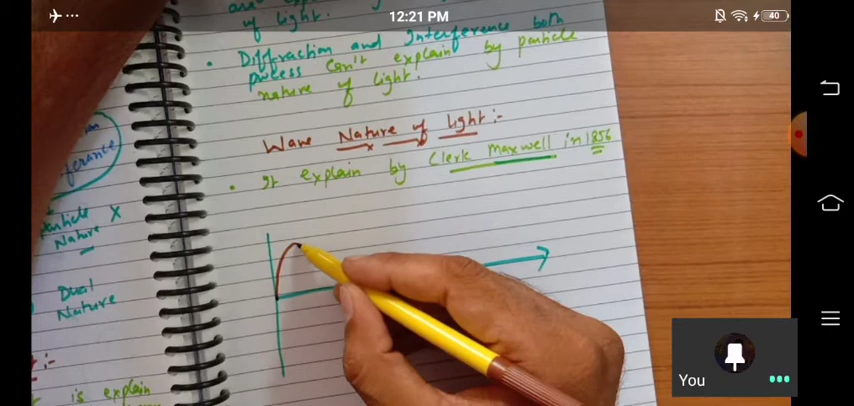 12:21 PM
40
of light.
• Diffraction and Interference both
process can't explain by particle
nature of light.
Wave Nature of light :-
• It explain by Clerk Maxwell in 1856
particle X
Nature
Dual
Nature
is explain
You